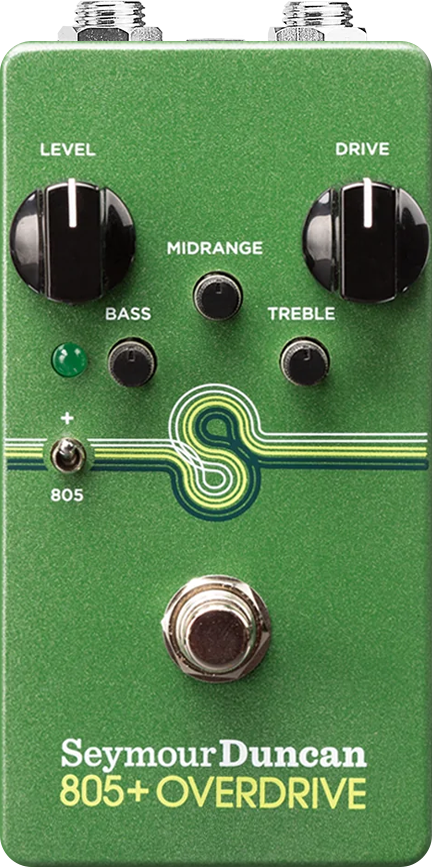 LEVEL DRIVE
MIDRANGE
BASS TREBLE
+
805
SeymourDuncan
805+ OVERDRIVE